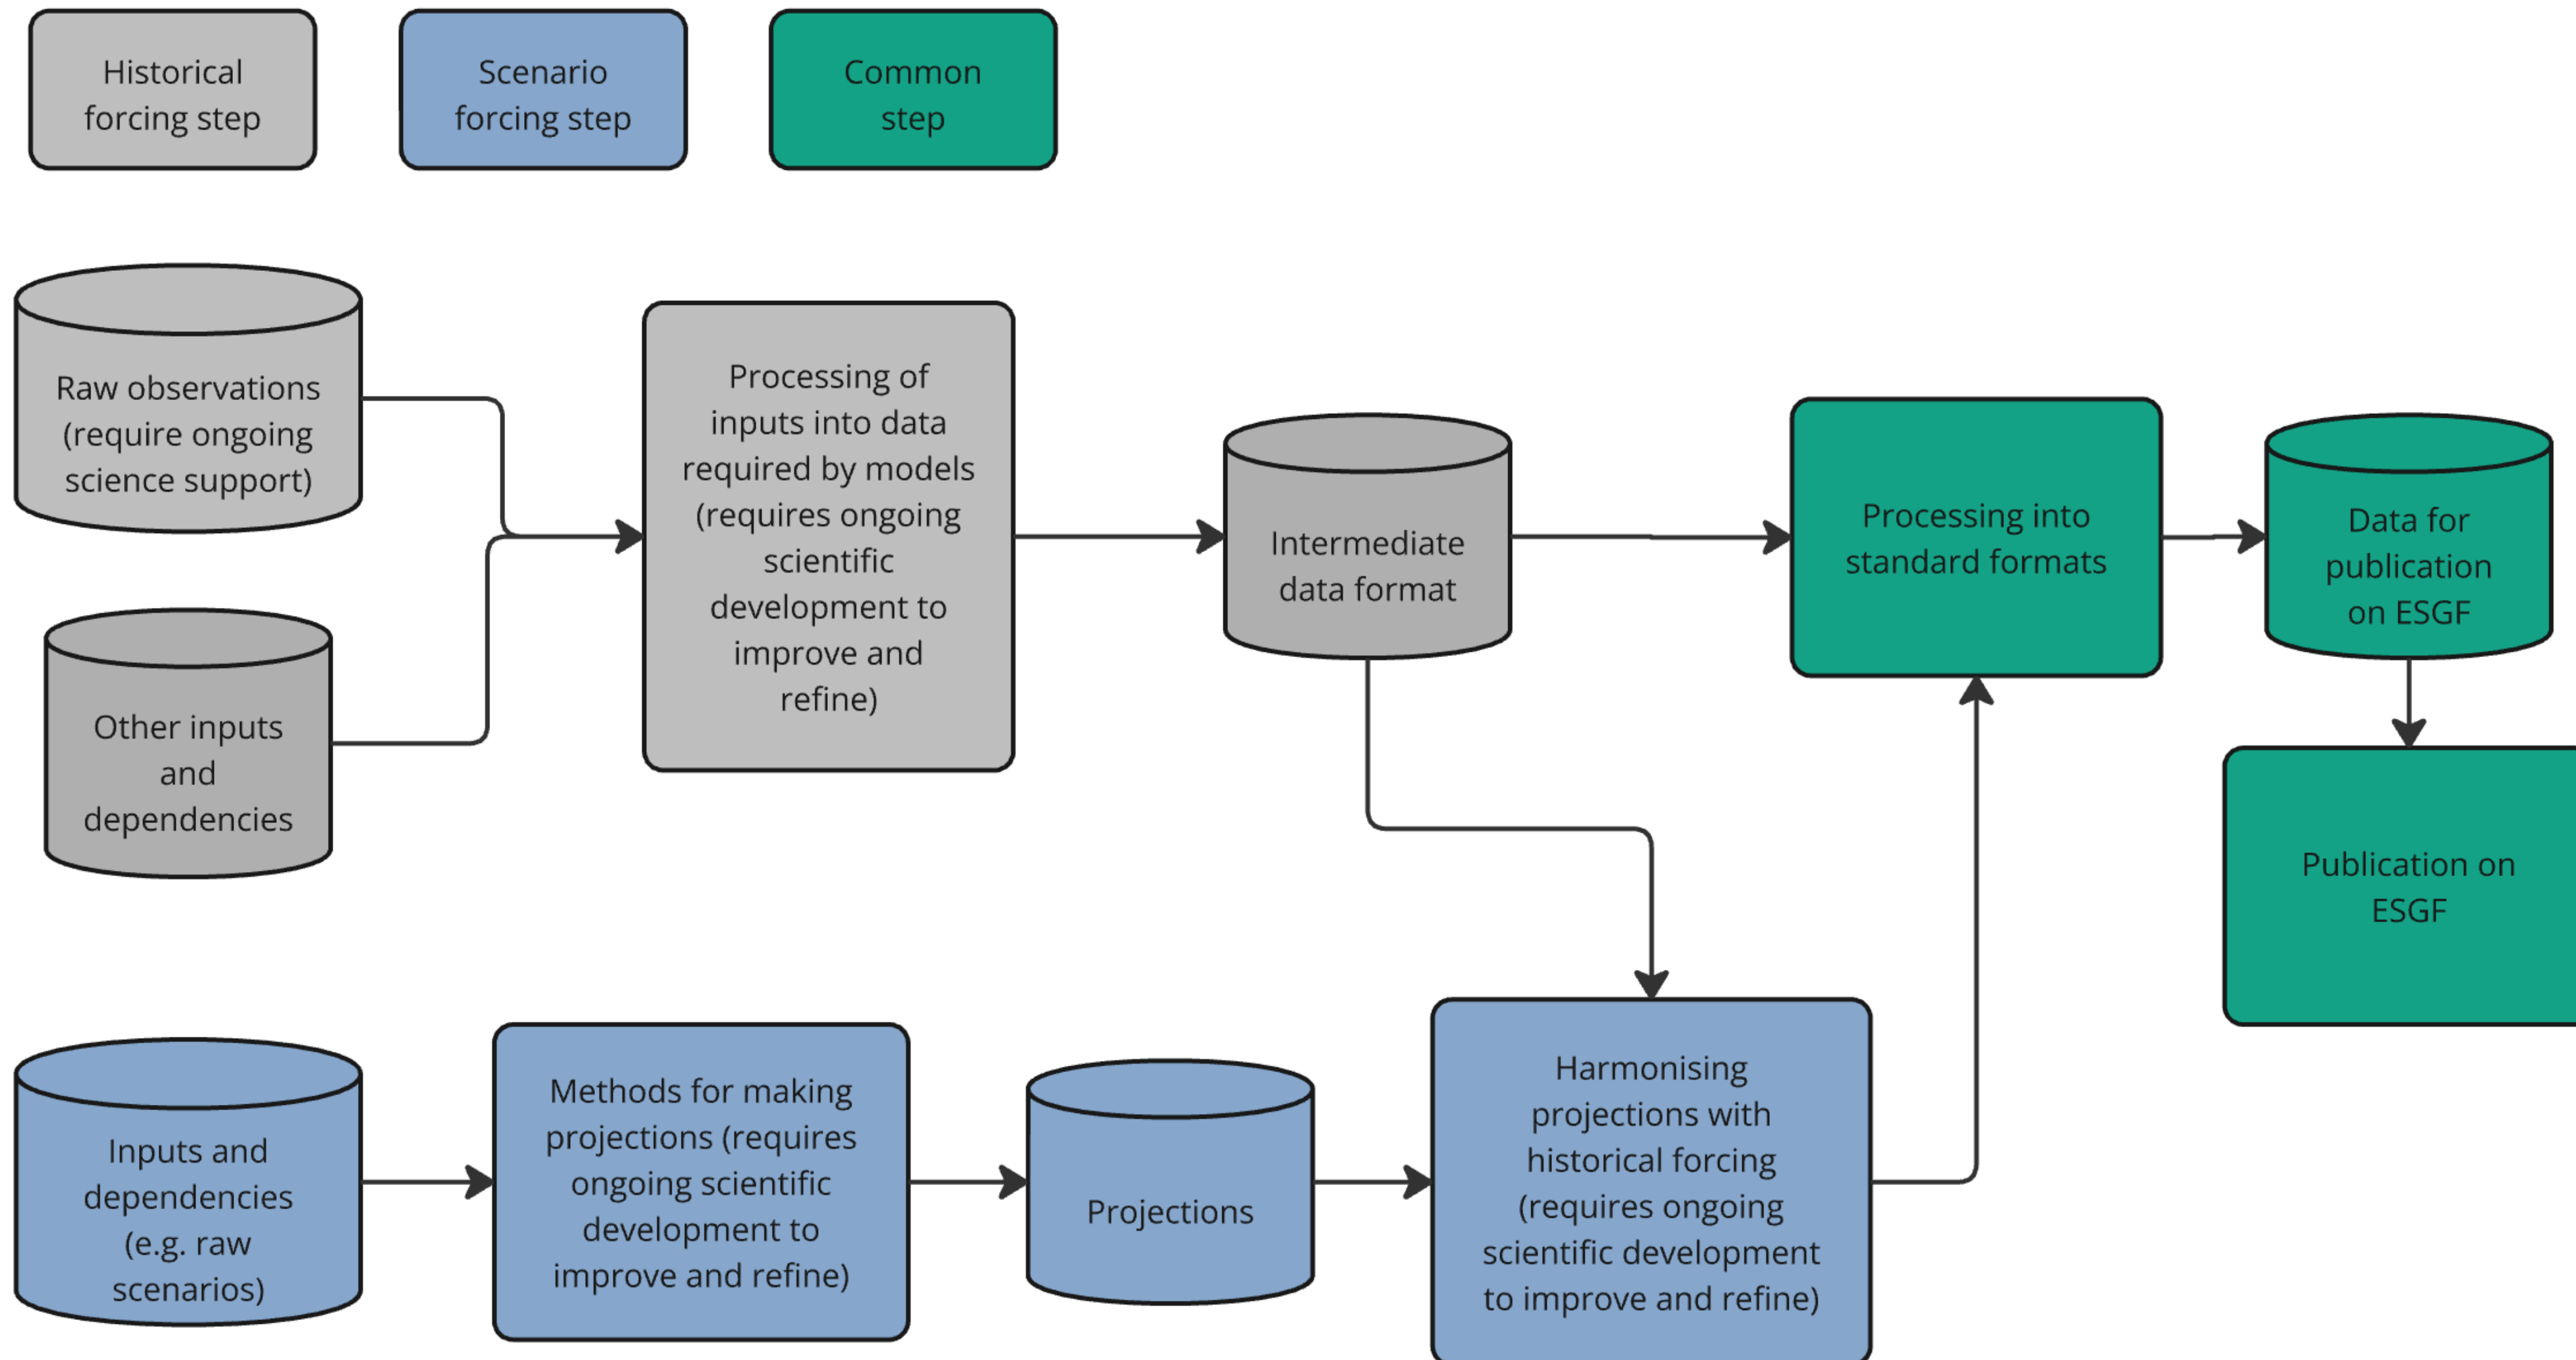 Historical
forcing step
Scenario
forcing step
Common
step
Raw observations
(require ongoing
science support)
Other inputs
and
dependencies
Processing of
inputs into data
required by models
(requires ongoing
scientific
development to
improve and
refine)
Intermediate
data format
Processing into
standard formats
Data for
publication
on ESGF
Publication on
ESGF
Inputs and
dependencies
(e.g. raw
scenarios)
Methods for making
projections (requires
ongoing scientific
development to
improve and refine)
Projections
Harmonising
projections with
historical forcing
(requires ongoing
scientific development
to improve and refine)